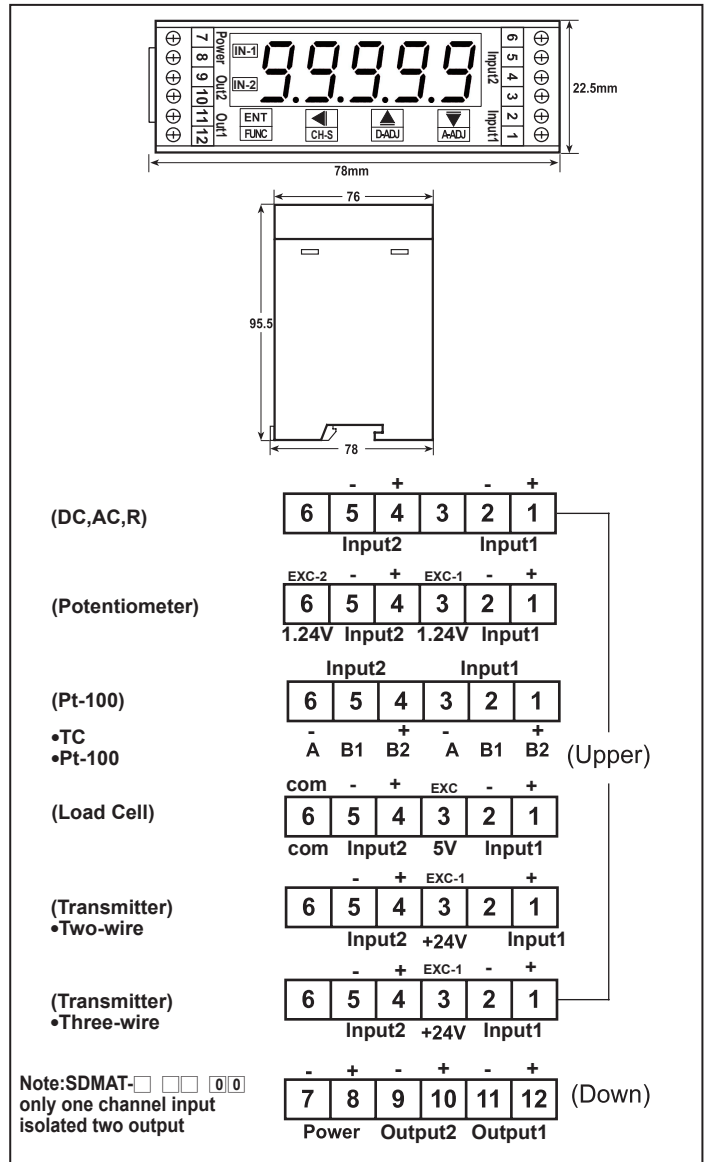 7 Power IN-1 9.9.9.9.9 6
8 5
9 Out2 IN-2 Input2 4
10 3
11 Out1 ENT 2
12 FUNC CH-S D-ADJ A-ADJ Input1 1
22.5mm
78mm
76
95.5
78
- + - +
(DC,AC,R) 6 5 4 3 2 1
Input2 Input1
EXC-2 - + EXC-1 - +
(Potentiometer) 6 5 4 3 2 1
1.24V Input2 1.24V Input1
Input2 Input1
(Pt-100) 6 5 4 3 2 1
- + - +
•TC A B1 B2 A B1 B2
•Pt-100
(Upper)
com - + EXC - +
(Load Cell) 6 5 4 3 2 1
com Input2 5V Input1
- + EXC-1 +
(Transmitter) 6 5 4 3 2 1
•Two-wire
Input2 +24V Input1
- + EXC-1 - +
(Transmitter) 6 5 4 3 2 1
•Three-wire
Input2 +24V Input1
- + - + - +
Note:SDMAT-□ □□ 00
only one channel input 7 8 9 10 11 12 (Down)
isolated two output
Power Output2 Output1